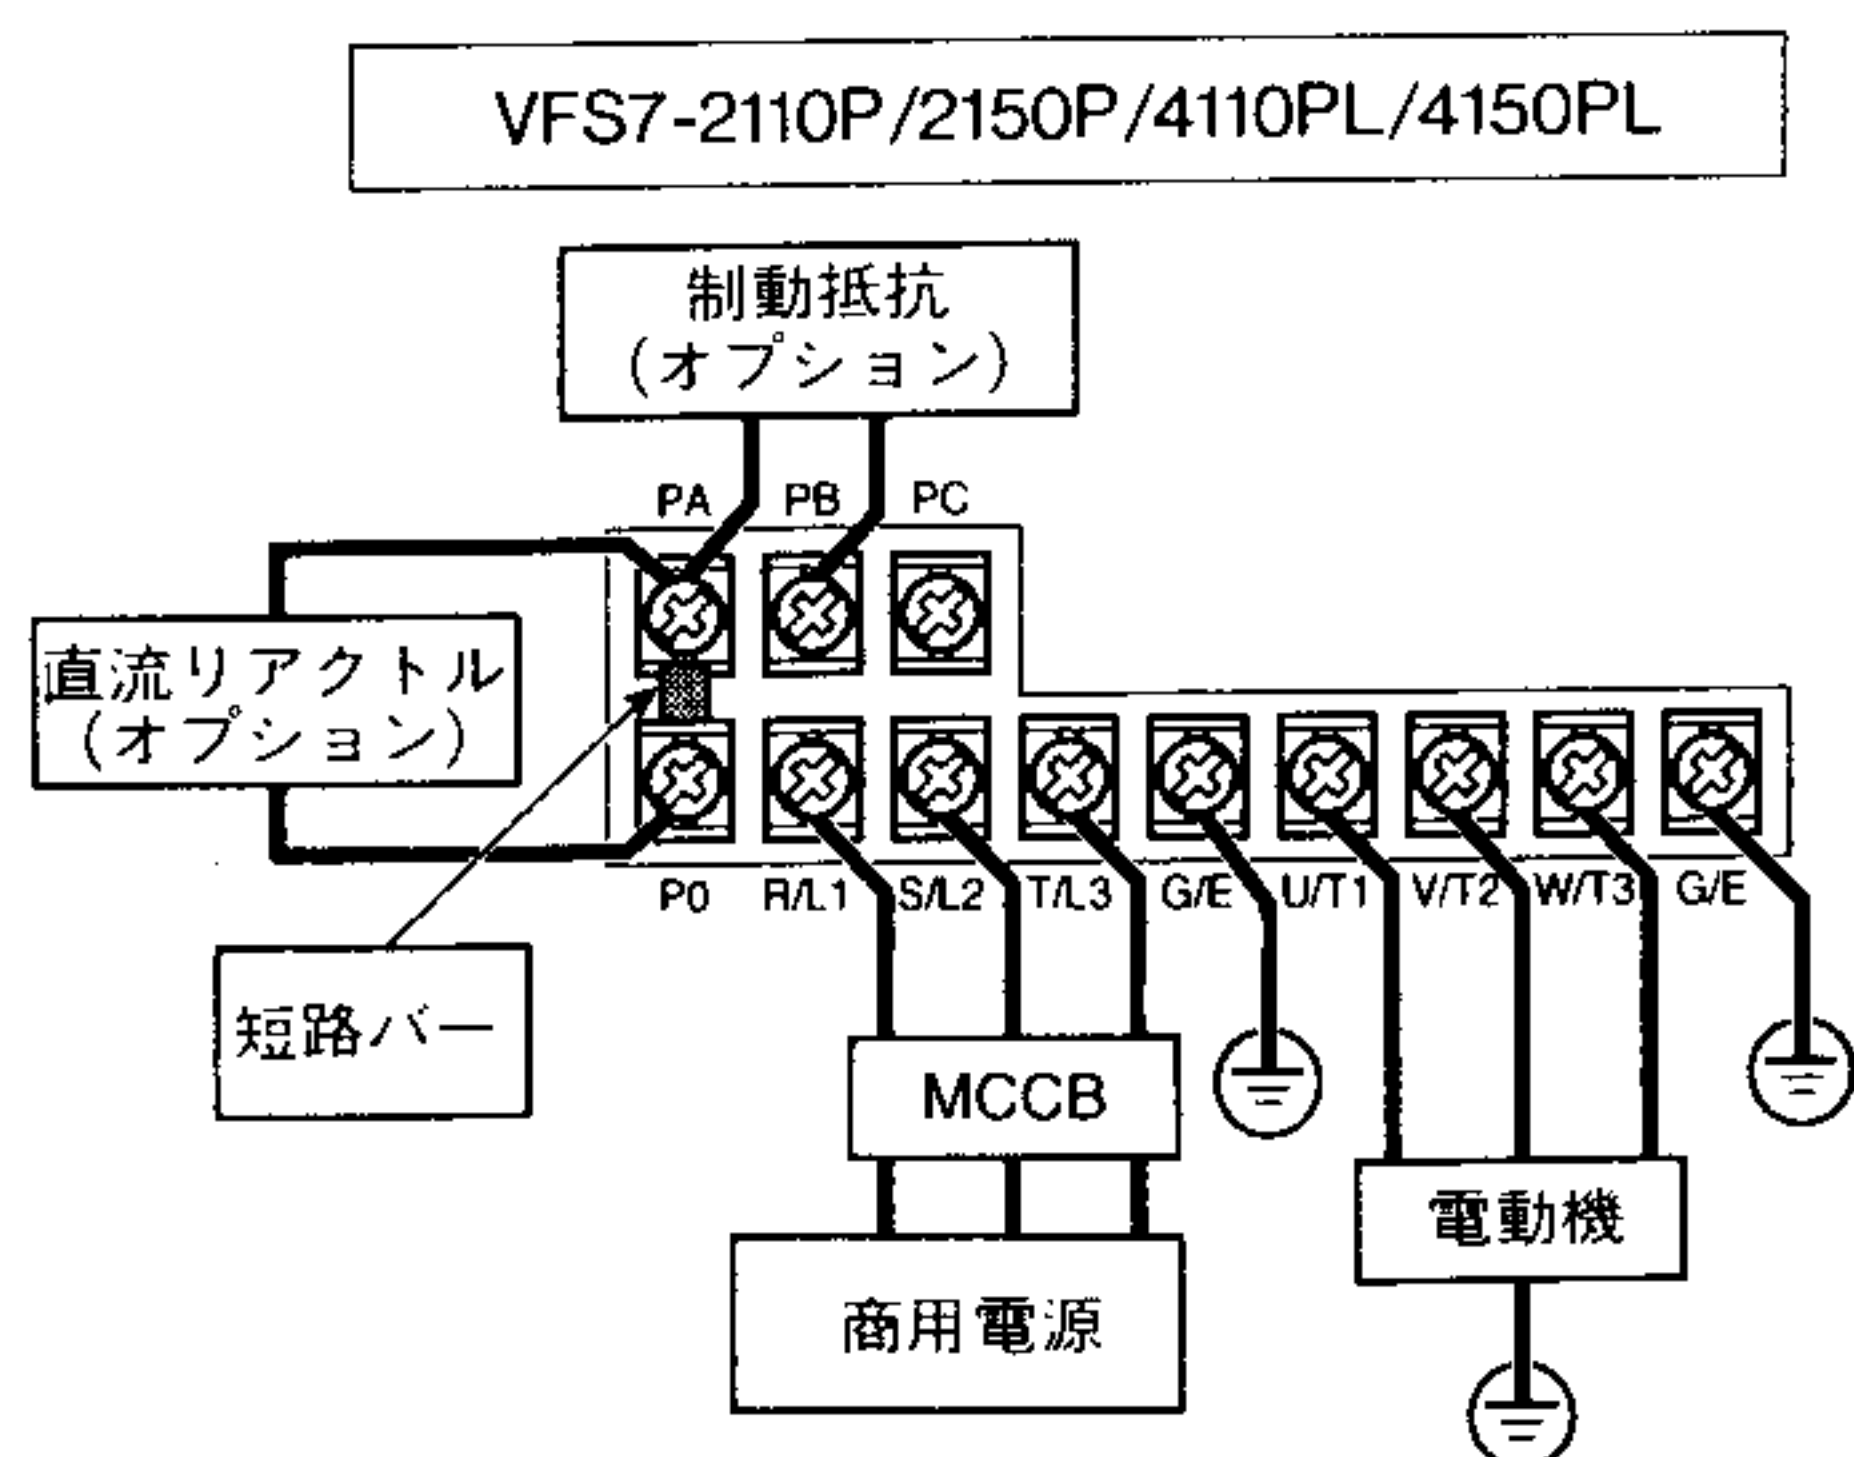 VFS7-2110P/2150P/4110PL/4150PL
制動抵抗
(オプション)
PA PB PC
直流リアクトル
(オプション)
P0 R/L1 S/L2 T/L3 G/E U/T1 V/T2 W/T3 G/E
短路バー
MCCB
電動機
商用電源